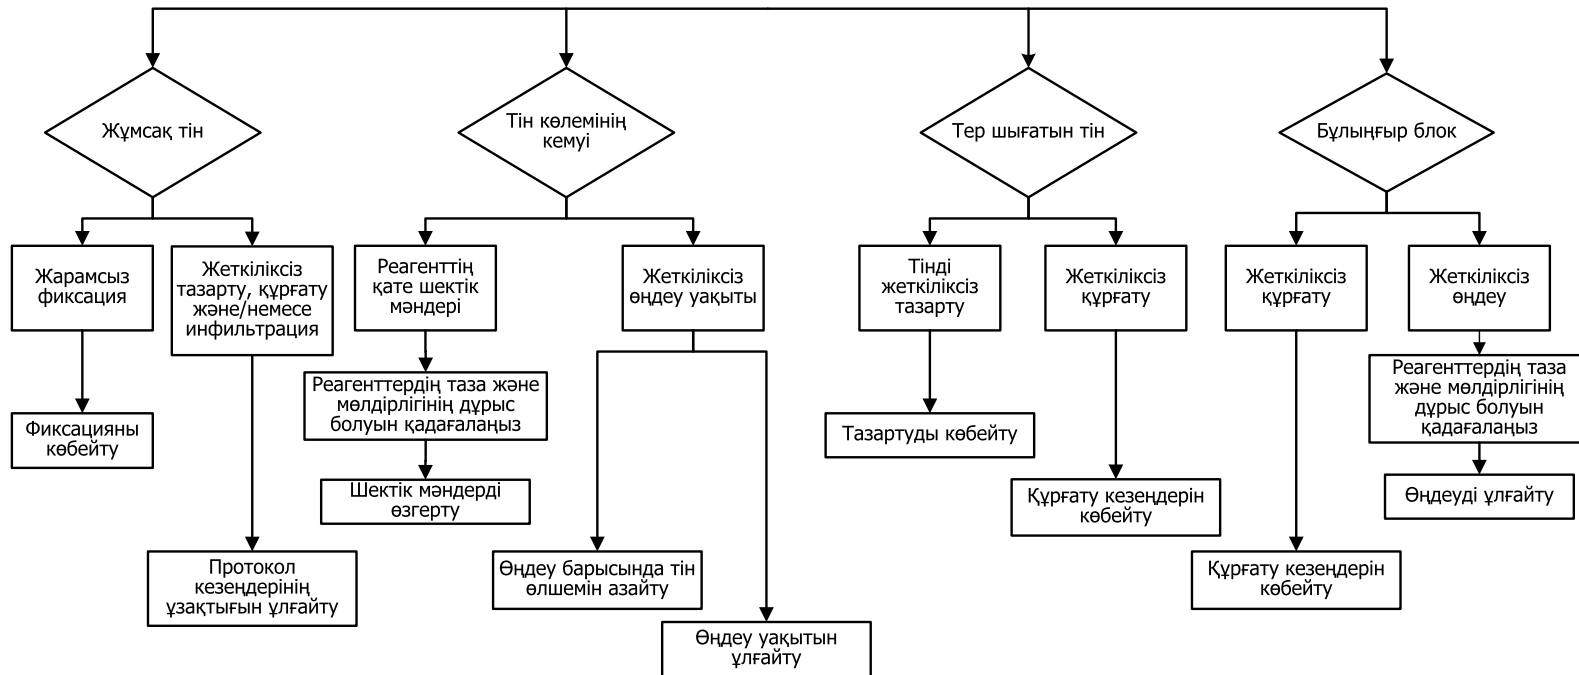 Жұмсақ тін
Тін көлемінің
кемуі
Тер шығатын тін
Бұлыңғыр блок
Жарамсыз
фиксация
Жеткіліксіз
тазарту, құрғату
және/немесе
инфильтрация
Реагенттің
қате шектік
мәндері
Жеткіліксіз
өңдеу уақыты
Тінді
жеткіліксіз
тазарту
Жеткіліксіз
құрғату
Жеткіліксіз
құрғату
Жеткіліксіз
өңдеу
Фиксацияны
көбейту
Реагенттердің таза және
мөлдірлігінің дұрыс
болуын қадағалаңыз
Тазартуды көбейту
Реагенттердің таза
және мөлдірлігінің
дұрыс болуын
қадағалаңыз
Шектік мәндерді
өзгерту
Құрғату кезеңдерін
көбейту
Өңдеуді ұлғайту
Протокол
кезеңдерінің
ұзақтығын ұлғайту
Өңдеу барысында тін
өлшемін азайту
Құрғату кезеңдерін
көбейту
Өңдеу уақытын
ұлғайту